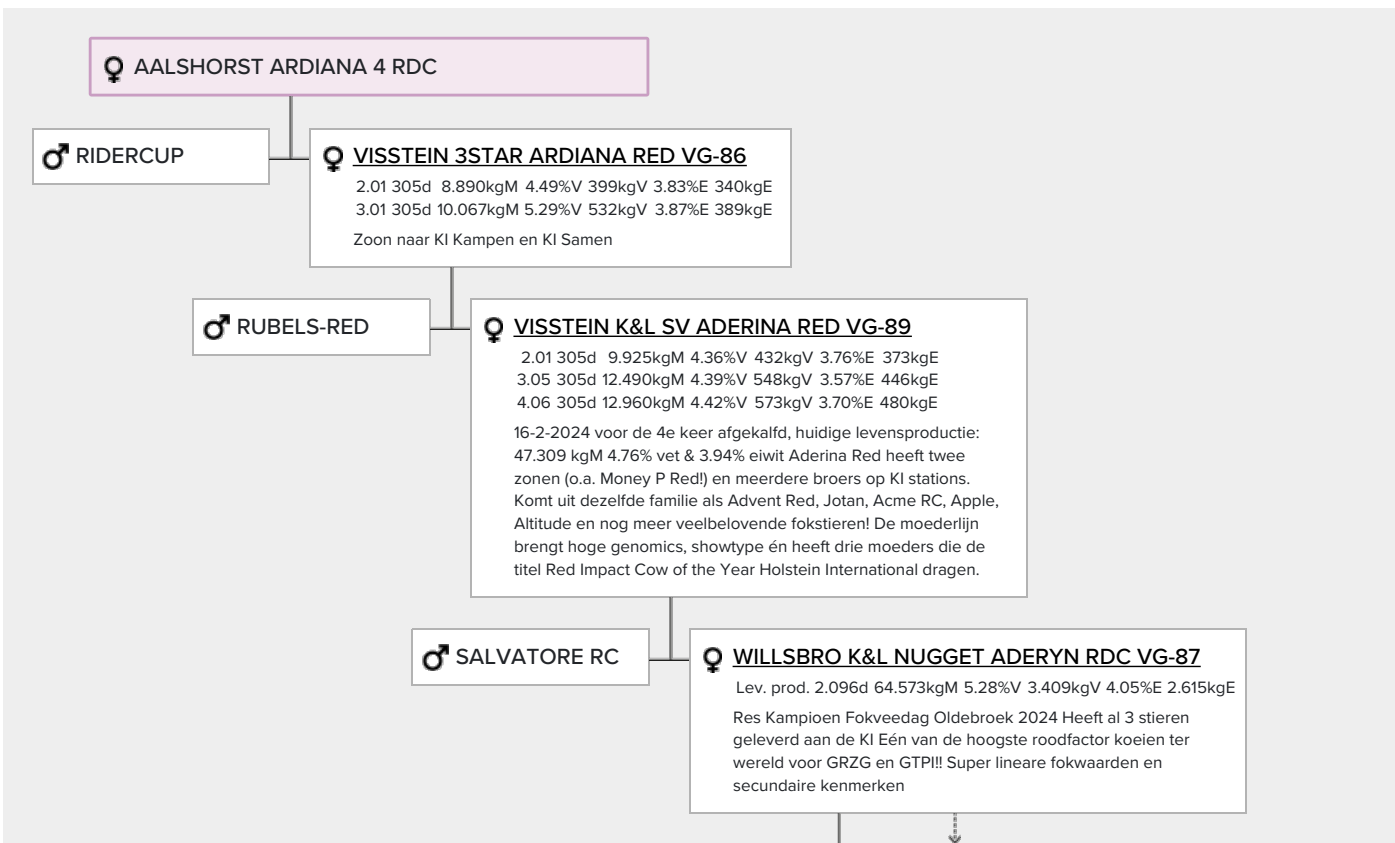 AALSHORST ARDIANA 4 RDC
RIDERCUP
VISSTEIN 3STAR ARDIANA RED VG-86
2.01 305d 8.890kgM 4.49%V 399kgV 3.83%E 340kgE
3.01 305d 10.067kgM 5.29%V 532kgV 3.87%E 389kgE
Zoon naar KI Kampen en KI Samen
RUBELS-RED
VISSTEIN K&L SV ADERINA RED VG-89
2.01 305d 9.925kgM 4.36%V 432kgV 3.76%E 373kgE
3.05 305d 12.490kgM 4.39%V 548kgV 3.57%E 446kgE
4.06 305d 12.960kgM 4.42%V 573kgV 3.70%E 480kgE
16-2-2024 voor de 4e keer afgekalfd, huidige levensproductie:
47.309 kgM 4.76% vet & 3.94% eiwit Aderina Red heeft twee
zonen (o.a. Money P Red!) en meerdere broers op KI stations.
Komt uit dezelfde familie als Advent Red, Jotan, Acme RC, Apple,
Altitude en nog meer veelbelovende fokstieren! De moederlijn
brengt hoge genomics, showtype én heeft drie moeders die de
titel Red Impact Cow of the Year Holstein International dragen.
SALVATORE RC
WILLSBRO K&L NUGGET ADERYN RDC VG-87
Lev. prod. 2.096d 64.573kgM 5.28%V 3.409kgV 4.05%E 2.615kgE
Res Kampioen Fokveedag Oldebroek 2024 Heeft al 3 stieren
geleverd aan de KI Eén van de hoogste roodfactor koeien ter
wereld voor GRZG en GTPI!! Super lineare fokwaarden en
secundaire kenmerken